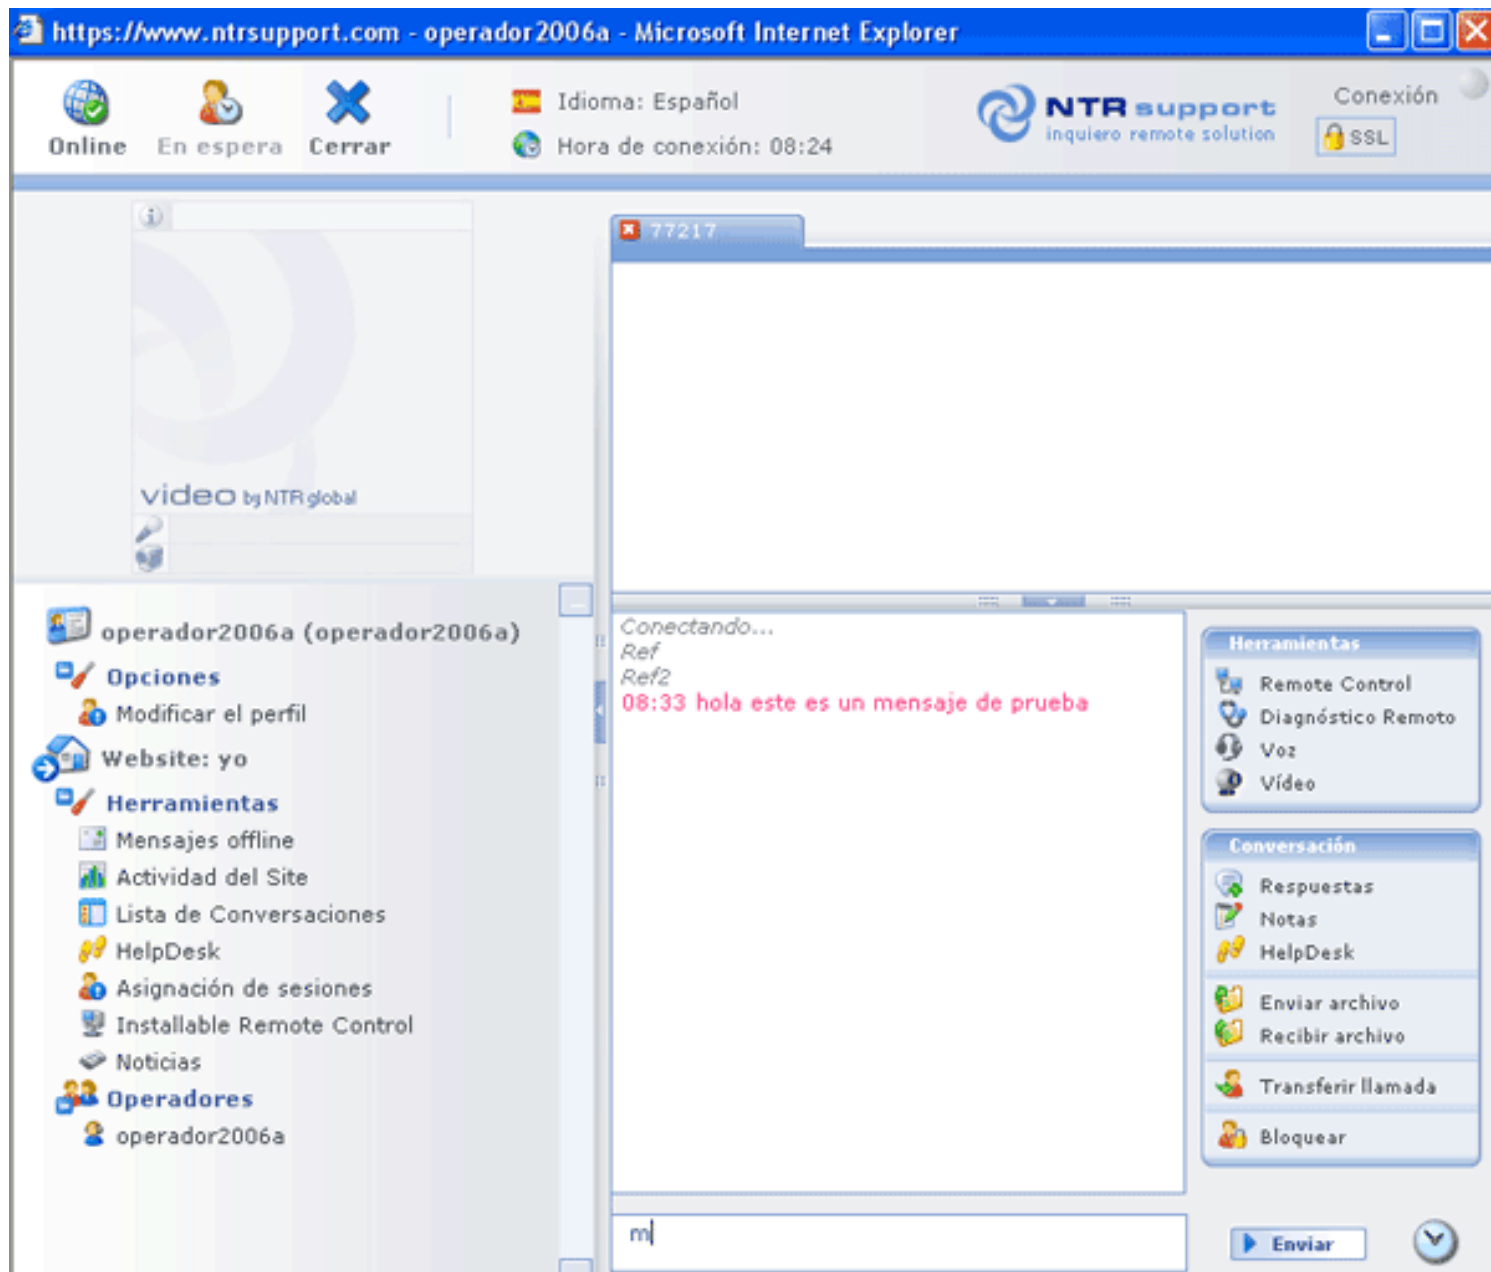 https://www.ntrsupport.com - operador2006a - Microsoft Internet Explorer
Online
En espera
Cerrar
Idioma: Español
Hora de conexión: 08:24
NTR support
inquiero remote solution
Conexión
SSL
77217
video by NTR global
operador2006a (operador2006a)
Opciones
Modificar el perfil
Website: yo
Herramientas
Mensajes offline
Actividad del Site
Lista de Conversaciones
HelpDesk
Asignación de sesiones
Installable Remote Control
Noticias
Operadores
operador2006a
Conectando...
Ref
Ref2
08:33 hola este es un mensaje de prueba
m
Herramientas
Remote Control
Diagnóstico Remoto
Voz
Vídeo
Conversación
Respuestas
Notas
HelpDesk
Enviar archivo
Recibir archivo
Transferir llamada
Bloquear
Enviar